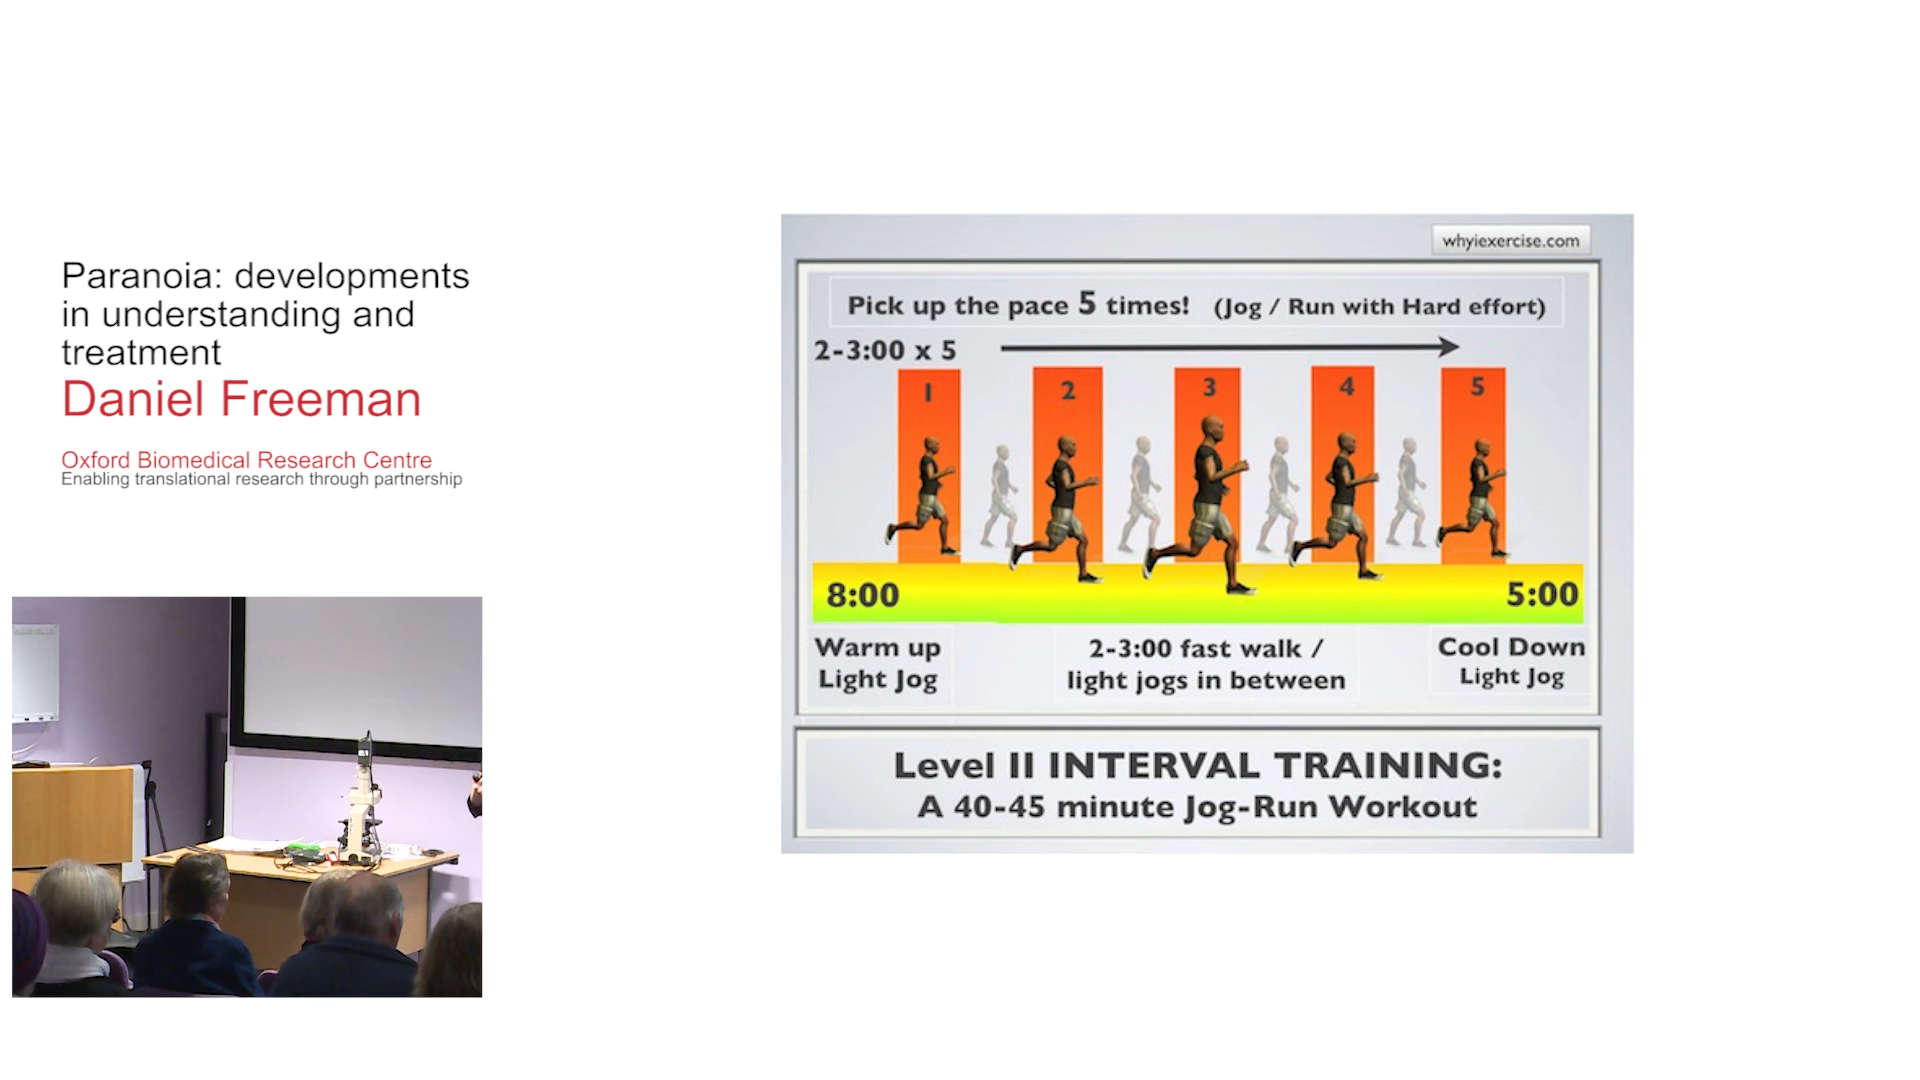 Paranoia: developments
in understanding and
treatment
Daniel Freeman
Oxford Biomedical Research Centre
Enabling translational research through partnership
whyiexercise.com
Pick up the pace 5 times! (Jog / Run with Hard effort)
2-3:00 x 5
1 2 3 4 5
8:00 5:00
Warm up
Light Jog
2-3:00 fast walk /
light jogs in between
Cool Down
Light Jog
Level II INTERVAL TRAINING:
A 40-45 minute Jog-Run Workout